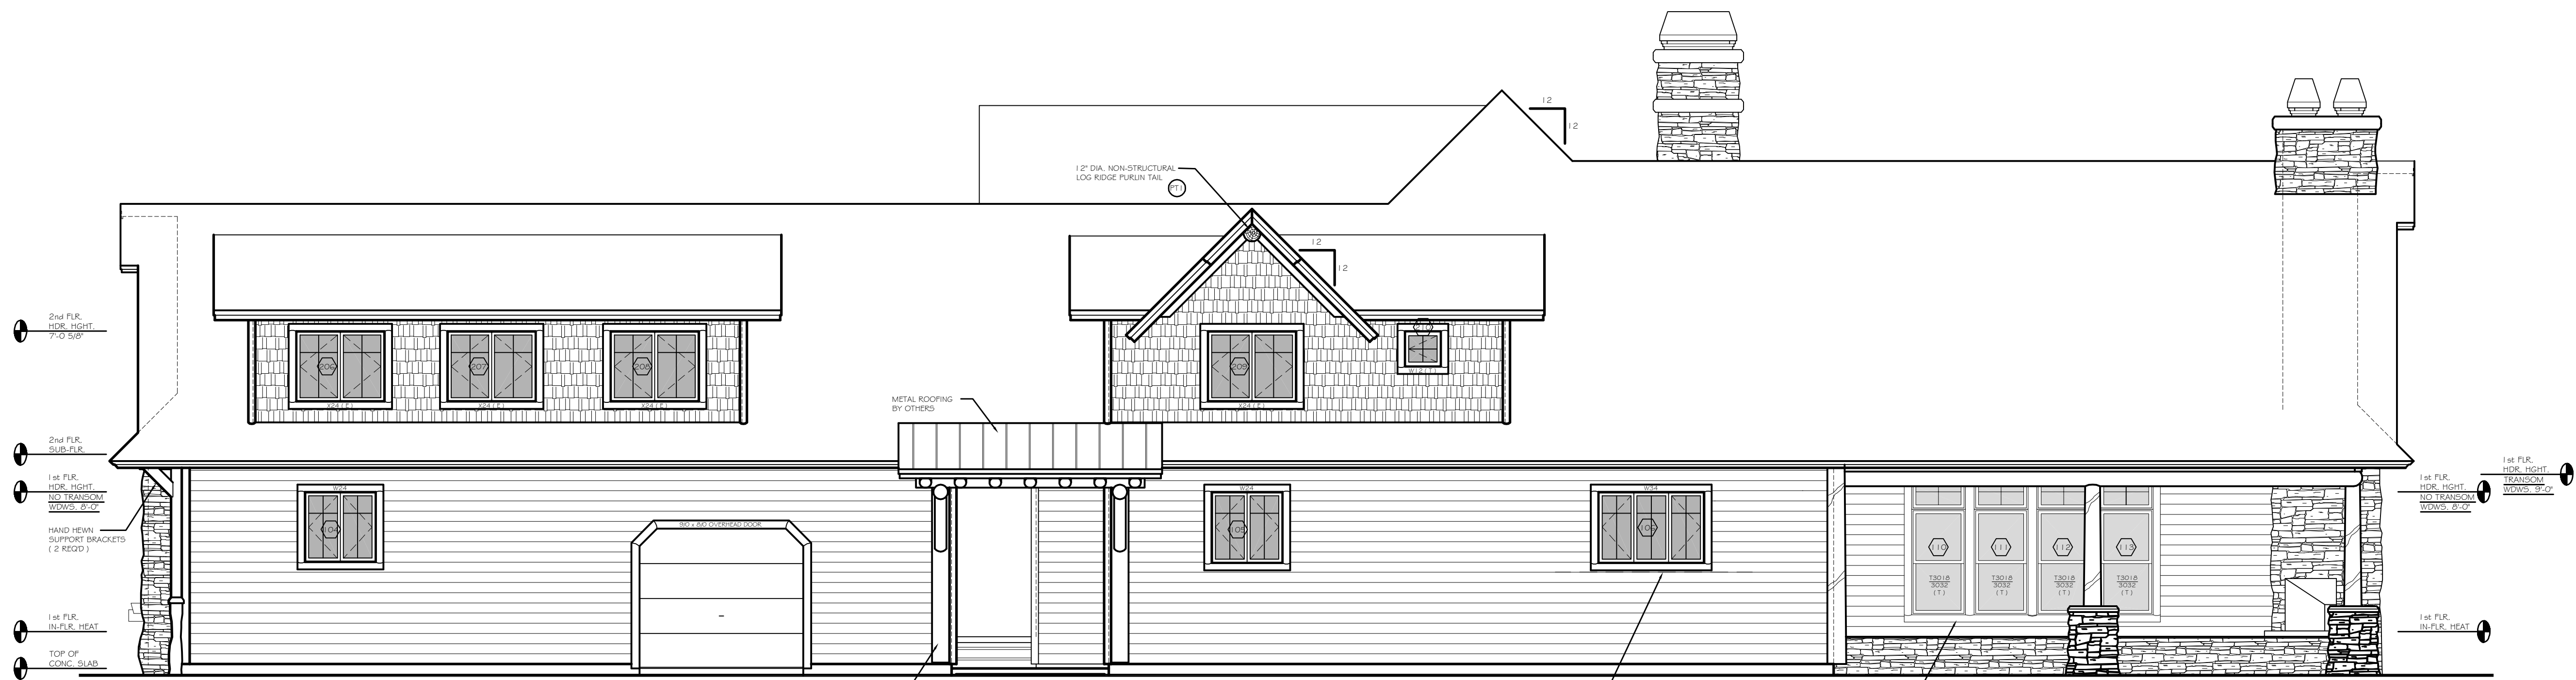 12
12
12" DIA. NON-STRUCTURAL
LOG RIDGE PURLIN TAIL
PT1
12
12
2nd FLR.
HDR. HGHT.
7'-0 5/8"
206
X24 ( E )
207
X24 ( E )
208
X24 ( E )
209
X24 ( E )
210
W12 ( T )
METAL ROOFING
BY OTHERS
2nd FLR.
SUB-FLR.
1st FLR.
HDR. HGHT.
NO TRANSOM
WDWS. 8'-0"
HAND HEWN
SUPPORT BRACKETS
( 2 REQ'D )
W24
104
9/0 x 8/0 OVERHEAD DOOR
W24
105
W34
106
110
T3018
3032
( T )
111
T3018
3032
( T )
112
T3018
3032
( T )
113
T3018
3032
( T )
1st FLR.
HDR. HGHT.
NO TRANSOM
WDWS. 8'-0"
1st FLR.
HDR. HGHT.
TRANSOM
WDWS. 9'-0"
1st FLR.
IN-FLR. HEAT
TOP OF
CONC. SLAB
1st FLR.
IN-FLR. HEAT